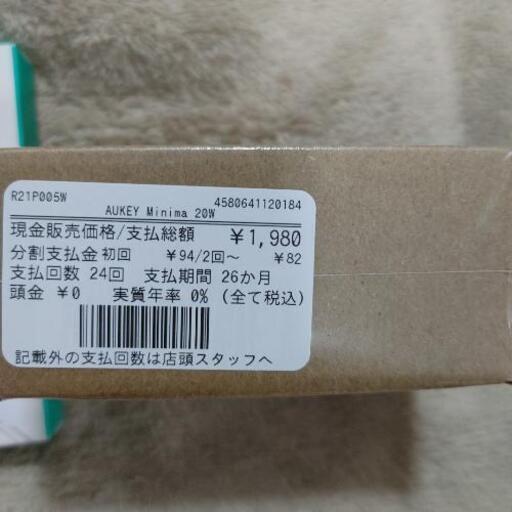 R21P005W 4580641120184
AUKEY Minima 20W
現金販売価格/支払総額 ¥1,980
分割支払金 初回 ¥94/2回～ ¥82
支払回数 24回 支払期間 26か月
頭金 ¥0 実質年率 0% (全て税込)
記載外の支払回数は店頭スタッフへ